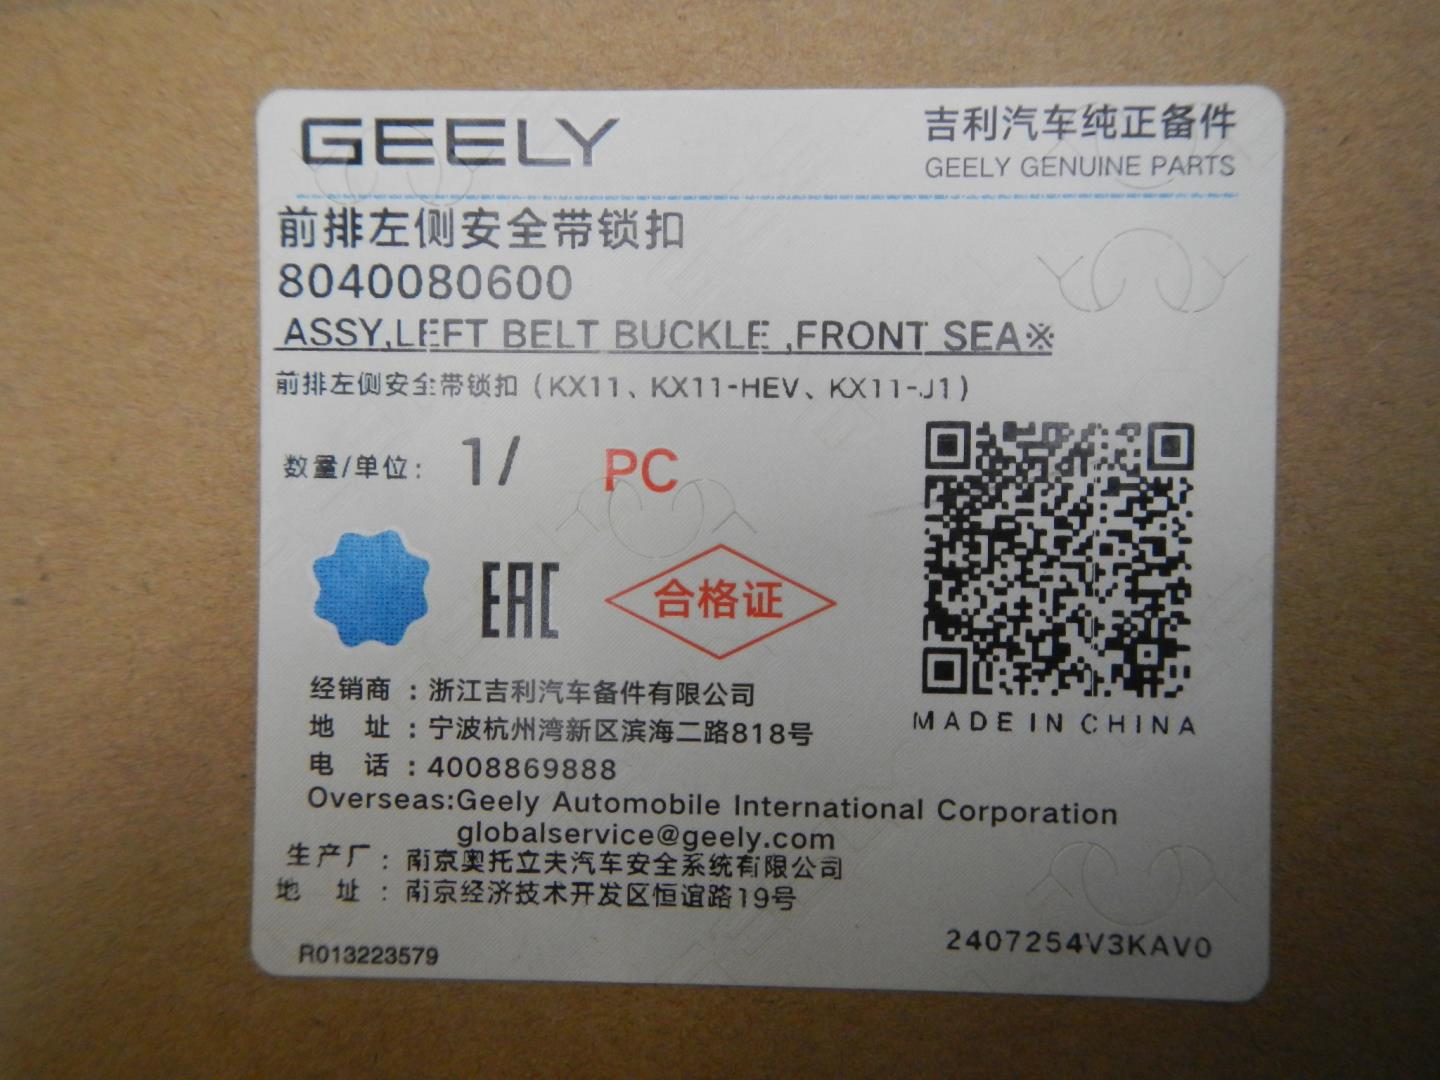 GEELY
吉利汽车纯正备件
GEELY GENUINE PARTS
前排左侧安全带锁扣
8040080600
ASSY,LEFT BELT BUCKLE ,FRONT SEA※
前排左侧安全带锁扣（KX11、KX11-HEV、KX11-J1）
数量/单位： 1/ PC
EAC
合格证
MADE IN CHINA
经销商 ：浙江吉利汽车备件有限公司
地 址 ：宁波杭州湾新区滨海二路818号
电 话 ：4008869888
Overseas:Geely Automobile International Corporation
globalservice@geely.com
生产厂 ：南京奥托立夫汽车安全系统有限公司
地 址 ：南京经济技术开发区恒谊路19号
R013223579
2407254V3KAV0